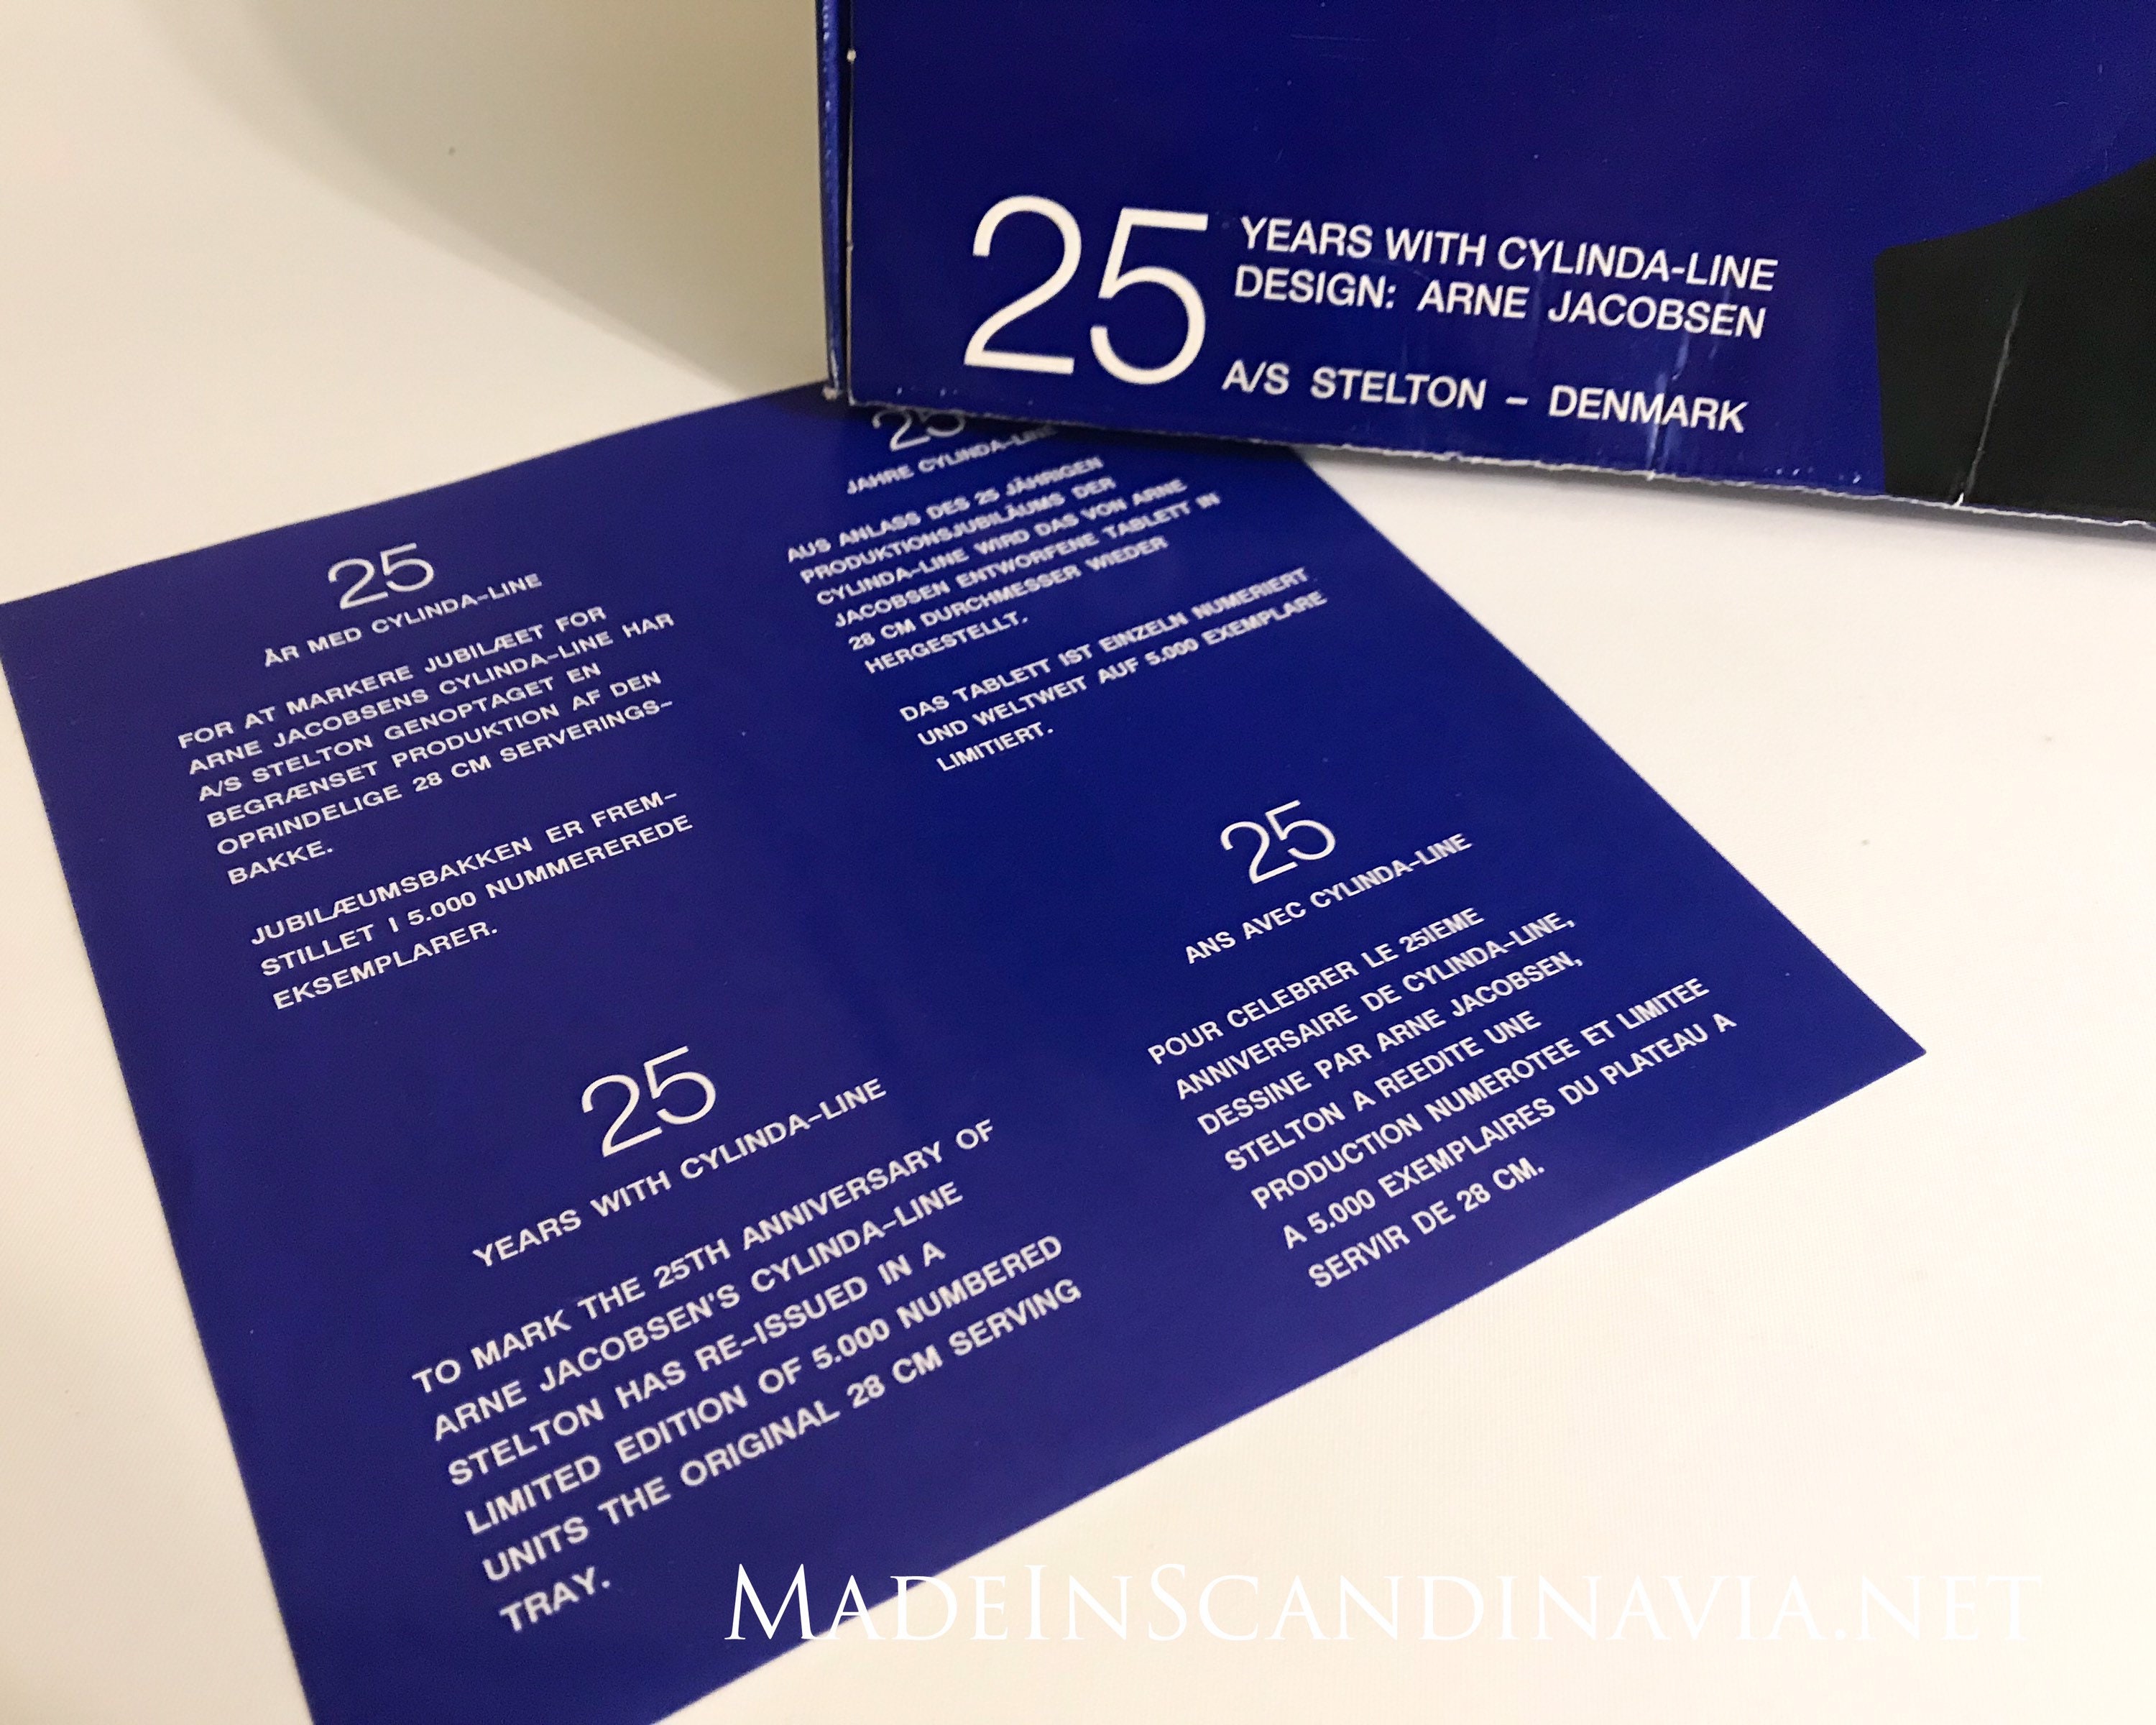 25
YEARS WITH CYLINDA-LINE
DESIGN: ARNE JACOBSEN
A/S STELTON – DENMARK
25
ÅR MED CYLINDA-LINE
FOR AT MARKERE JUBILÆET FOR
ARNE JACOBSENS CYLINDA-LINE HAR
A/S STELTON GENOPTAGET EN
BEGRÆNSET PRODUKTION AF DEN
OPRINDELIGE 28 CM SERVERINGS-
BAKKE.
JUBILÆUMSBAKKEN ER FREM-
STILLET I 5.000 NUMMEREREDE
EKSEMPLARER.
25
JAHRE CYLINDA-LINE
AUS ANLASS DES 25 JÄHRIGEN
PRODUKTIONSJUBILÄUMS DER
CYLINDA-LINE WIRD DAS VON ARNE
JACOBSEN ENTWORFENE TABLETT IN
28 CM DURCHMESSER WIEDER
HERGESTELLT.
DAS TABLETT IST EINZELN NUMERIERT
UND WELTWEIT AUF 5.000 EXEMPLARE
LIMITIERT.
25
YEARS WITH CYLINDA-LINE
TO MARK THE 25TH ANNIVERSARY OF
ARNE JACOBSEN'S CYLINDA-LINE
STELTON HAS RE-ISSUED IN A
LIMITED EDITION OF 5.000 NUMBERED
UNITS THE ORIGINAL 28 CM SERVING
TRAY.
25
ANS AVEC CYLINDA-LINE
POUR CELEBRER LE 25IEME
ANNIVERSAIRE DE CYLINDA-LINE,
DESSINE PAR ARNE JACOBSEN,
STELTON A REEDITE UNE
PRODUCTION NUMEROTEE ET LIMITEE
A 5.000 EXEMPLAIRES DU PLATEAU A
SERVIR DE 28 CM.
MADEINSCANDINAVIA.NET